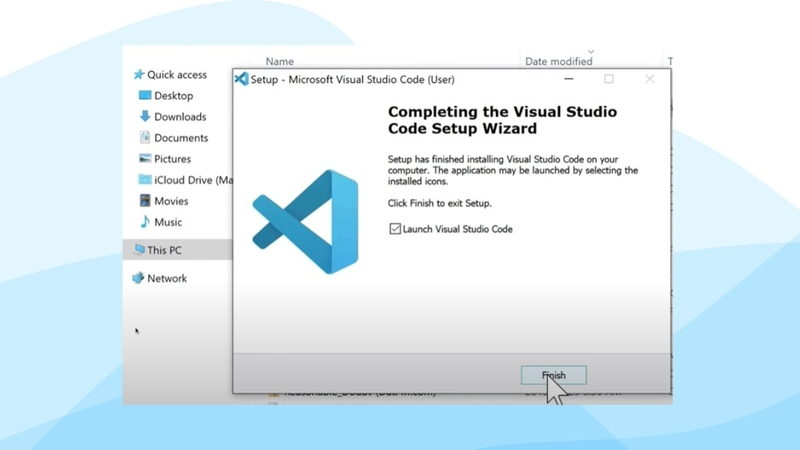 Name
Date modified
Quick access
Desktop
Downloads
Documents
Pictures
iCloud Drive (Ma
Movies
Music
This PC
Network
Setup - Microsoft Visual Studio Code (User)
Completing the Visual Studio
Code Setup Wizard
Setup has finished installing Visual Studio Code on your
computer. The application may be launched by selecting the
installed icons.
Click Finish to exit Setup.
Launch Visual Studio Code
Finish